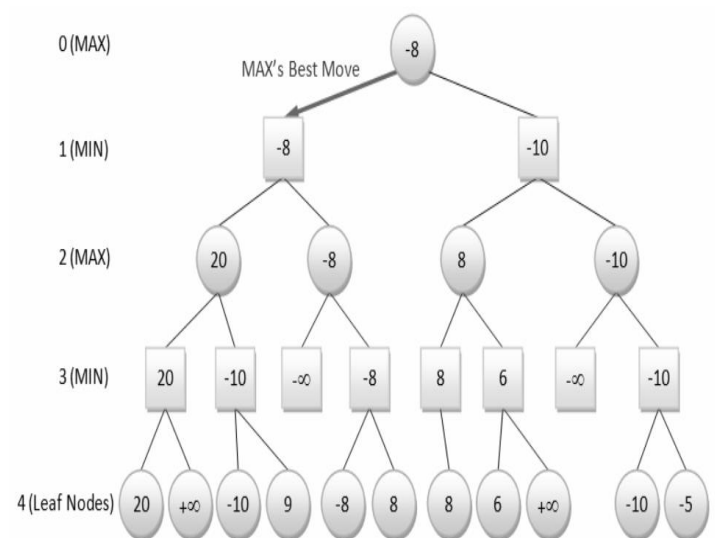 0 (MAX) -8
MAX's Best Move
1 (MIN) -8 -10
2 (MAX) 20 -8 8 -10
3 (MIN) 20 -10 -∞ -8 8 6 -∞ -10
4 (Leaf Nodes) 20 +∞ -10 9 -8 8 8 6 +∞ -10 -5